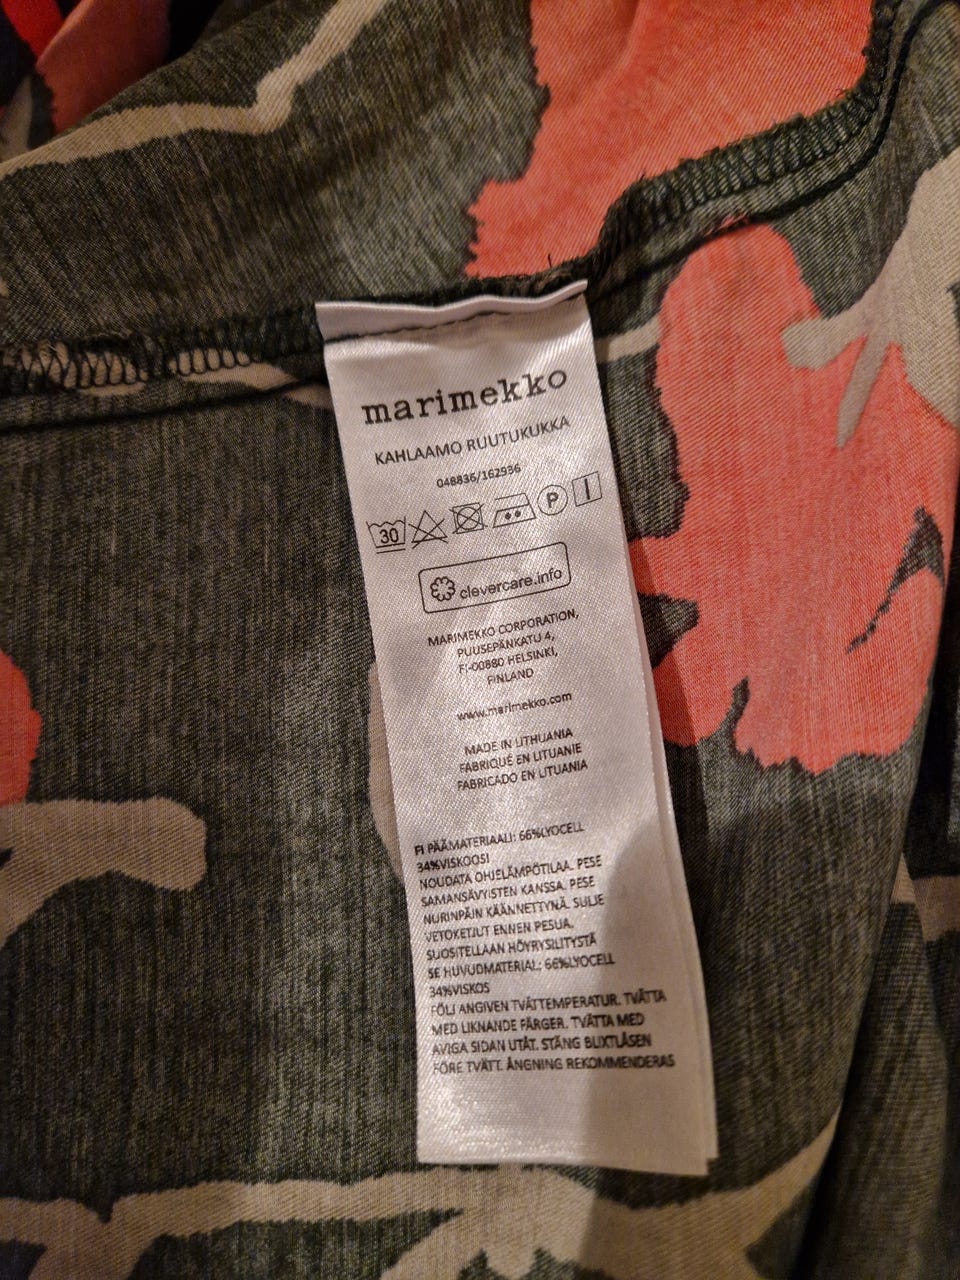 marimekko
KAHLAAMO RUUTUKUKKA
048836/162936
30 P
clevercare.info
MARIMEKKO CORPORATION,
PUUSEPÄNKATU 4,
FI-00880 HELSINKI,
FINLAND
www.marimekko.com
MADE IN LITHUANIA
FABRIQUÉ EN LITUANIE
FABRICADO EN LITUANIA
FI PÄÄMATERIAALI: 66%LYOCELL
34%VISKOOSI
NOUDATA OHJELÄMPÖTILAA. PESE
SAMANSÄVYISTEN KANSSA. PESE
NURINPÄIN KÄÄNNETTYNÄ. SULJE
VETOKETJUT ENNEN PESUA.
SUOSITELLAAN HÖYRYSILITYSTÄ
SE HUVUDMATERIAL: 66%LYOCELL
34%VISKOS
FÖLJ ANGIVEN TVÄTTEMPERATUR. TVÄTTA
MED LIKNANDE FÄRGER. TVÄTTA MED
AVIGA SIDAN UTÅT. STÄNG BLIXTLÅSEN
FÖRE TVÄTT. ÅNGNING REKOMMENDERAS